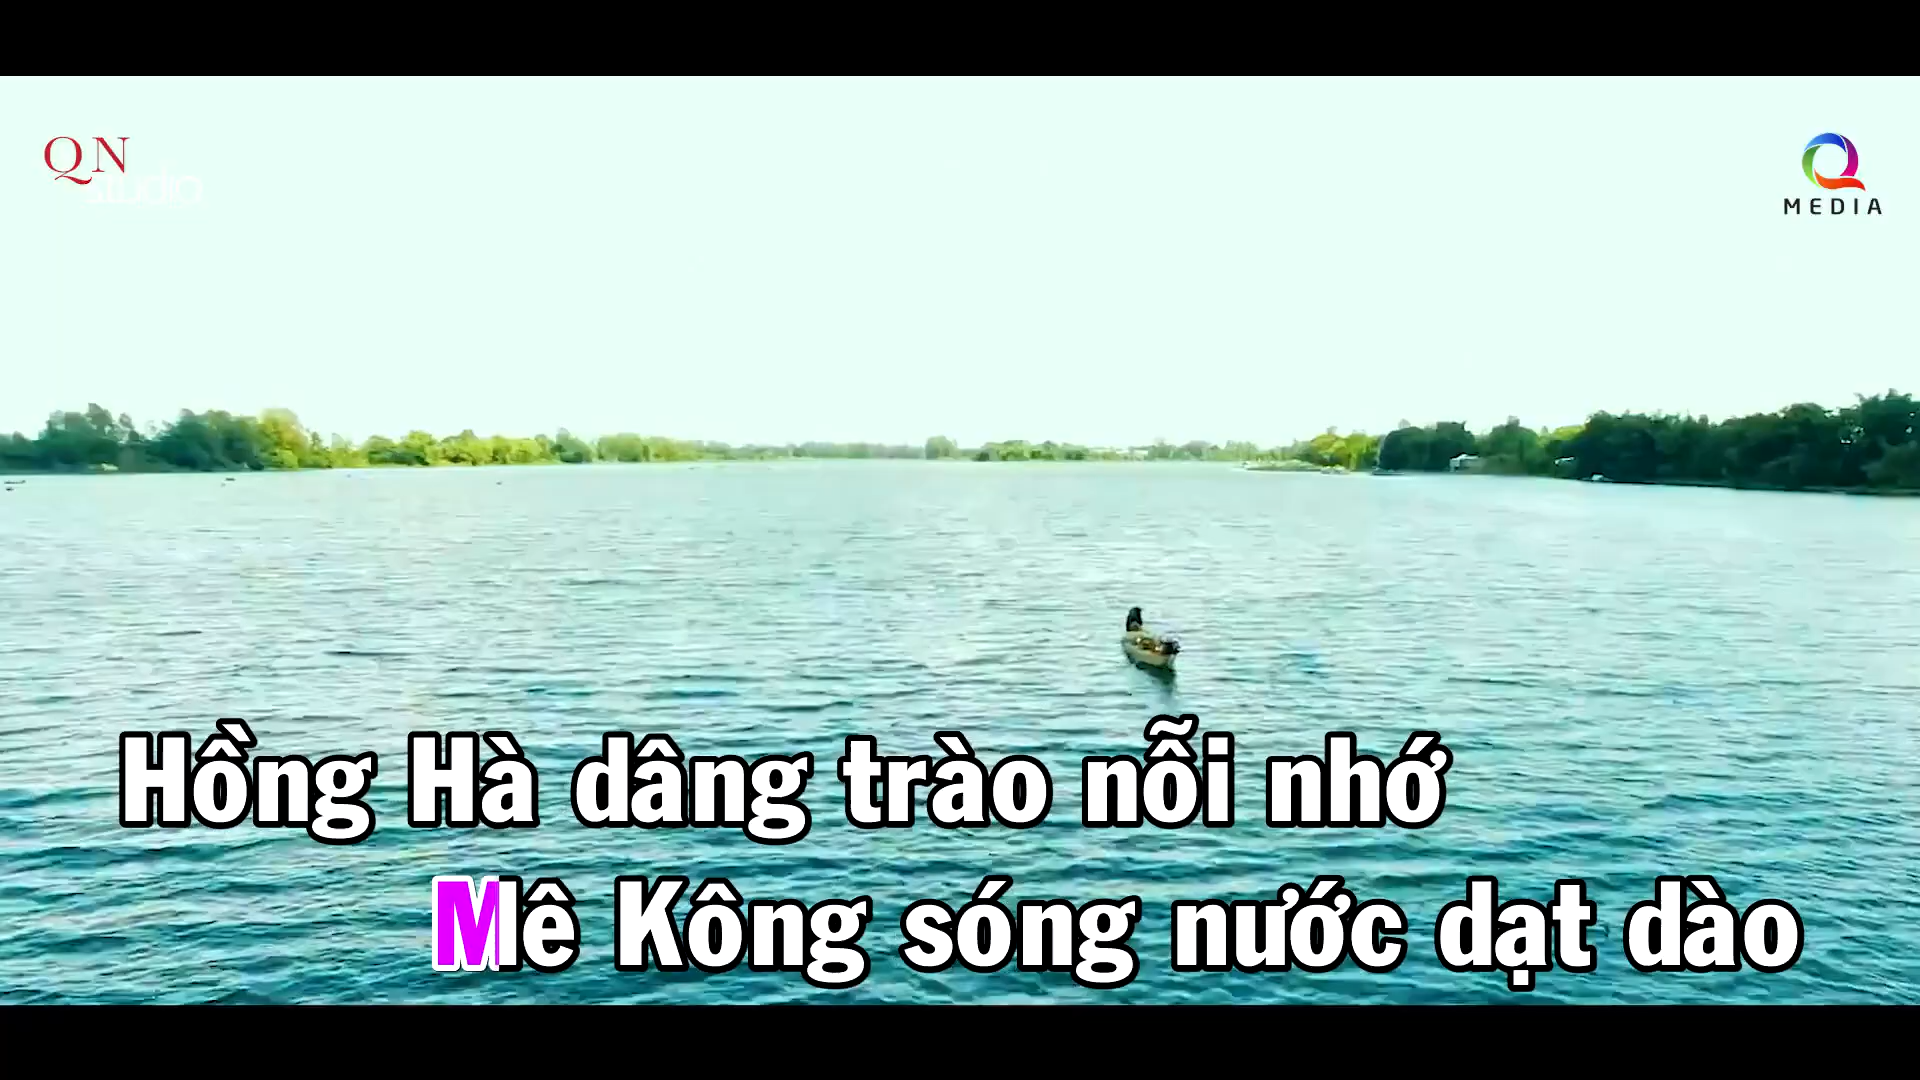 QN
studio
MEDIA
Hồng Hà dâng trào nỗi nhớ
Mê Kông sóng nước dạt dào